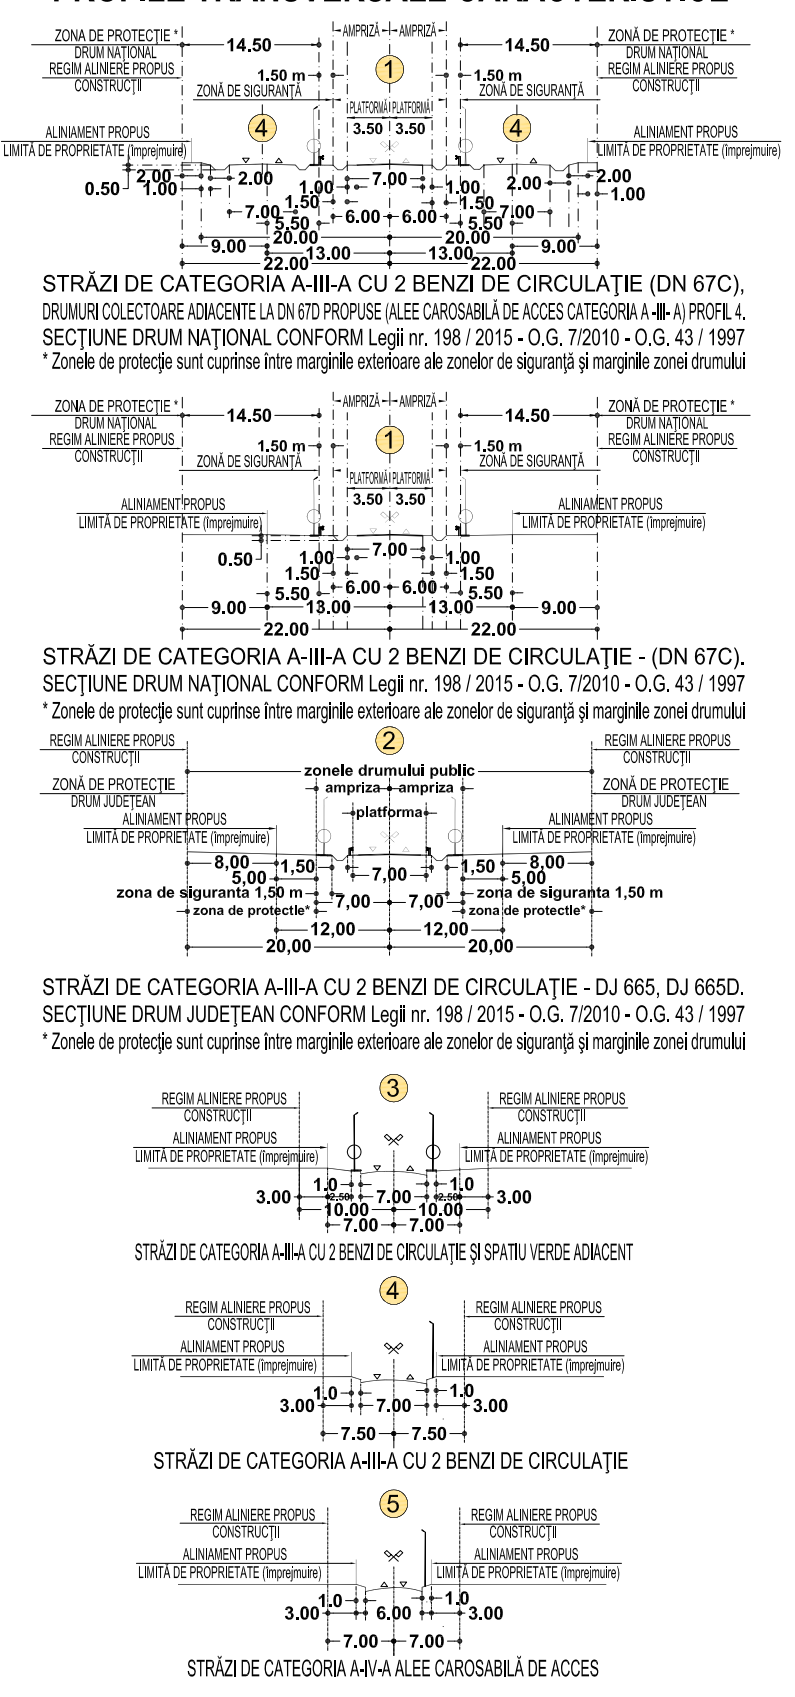 PROFILE TRANSVERSALE CARACTERISTICE
ZONA DE PROTECŢIE *
DRUM NAŢIONAL
REGIM ALINIERE PROPUS
CONSTRUCŢII
14.50
AMPRIZĂ
AMPRIZĂ
14.50
ZONĂ DE PROTECŢIE *
DRUM NAŢIONAL
REGIM ALINIERE PROPUS
CONSTRUCŢII
1
1.50 m
1.50 m
ZONĂ DE SIGURANŢĂ
ZONĂ DE SIGURANŢĂ
PLATFORMĂ
PLATFORMĂ
4
3.50
3.50
4
ALINIAMENT PROPUS
LIMITĂ DE PROPRIETATE (împrejmuire)
ALINIAMENT PROPUS
LIMITĂ DE PROPRIETATE (împrejmuire)
2.00
2.00
7.00
2.00
2.00
0.50
1.00
1.00
1.00
1.00
1.50
1.50
7.00
6.00
6.00
7.00
5.50
5.50
20.00
20.00
9.00
13.00
13.00
9.00
22.00
22.00
STRĂZI DE CATEGORIA A-III-A CU 2 BENZI DE CIRCULAŢIE (DN 67C),
DRUMURI COLECTOARE ADIACENTE LA DN 67D PROPUSE (ALEE CAROSABILĂ DE ACCES CATEGORIA A -III- A) PROFIL 4.
SECŢIUNE DRUM NAŢIONAL CONFORM Legii nr. 198 / 2015 - O.G. 7/2010 - O.G. 43 / 1997
* Zonele de protecţie sunt cuprinse între marginile exterioare ale zonelor de siguranţă şi marginile zonei drumului
ZONA DE PROTECŢIE *
DRUM NAŢIONAL
REGIM ALINIERE PROPUS
CONSTRUCŢII
14.50
AMPRIZĂ
AMPRIZĂ
14.50
ZONĂ DE PROTECŢIE *
DRUM NAŢIONAL
REGIM ALINIERE PROPUS
CONSTRUCŢII
1
1.50 m
1.50 m
ZONĂ DE SIGURANŢĂ
ZONĂ DE SIGURANŢĂ
PLATFORMĂ
PLATFORMĂ
3.50
3.50
ALINIAMENT PROPUS
LIMITĂ DE PROPRIETATE (împrejmuire)
ALINIAMENT PROPUS
LIMITĂ DE PROPRIETATE (împrejmuire)
7.00
0.50
1.00
1.00
1.50
1.50
6.00
6.00
5.50
5.50
9.00
13.00
13.00
9.00
22.00
22.00
STRĂZI DE CATEGORIA A-III-A CU 2 BENZI DE CIRCULAŢIE - (DN 67C).
SECŢIUNE DRUM NAŢIONAL CONFORM Legii nr. 198 / 2015 - O.G. 7/2010 - O.G. 43 / 1997
* Zonele de protecţie sunt cuprinse între marginile exterioare ale zonelor de siguranţă şi marginile zonei drumului
REGIM ALINIERE PROPUS
CONSTRUCŢII
2
REGIM ALINIERE PROPUS
CONSTRUCŢII
zonele drumului public
ampriza
ampriza
ZONĂ DE PROTECŢIE
DRUM JUDEŢEAN
ZONĂ DE PROTECŢIE
DRUM JUDEŢEAN
platforma
ALINIAMENT PROPUS
LIMITĂ DE PROPRIETATE (împrejmuire)
ALINIAMENT PROPUS
LIMITĂ DE PROPRIETATE (împrejmuire)
8,00
1,50
7,00
1,50
8,00
5,00
5,00
zona de siguranta 1,50 m
zona de siguranta 1,50 m
7,00
7,00
zona de protectle*
zona de protectle*
12,00
12,00
20,00
20,00
STRĂZI DE CATEGORIA A-III-A CU 2 BENZI DE CIRCULAŢIE - DJ 665, DJ 665D.
SECŢIUNE DRUM JUDEŢEAN CONFORM Legii nr. 198 / 2015 - O.G. 7/2010 - O.G. 43 / 1997
* Zonele de protecţie sunt cuprinse între marginile exterioare ale zonelor de siguranţă şi marginile zonei drumului
3
REGIM ALINIERE PROPUS
CONSTRUCŢII
REGIM ALINIERE PROPUS
CONSTRUCŢII
ALINIAMENT PROPUS
LIMITĂ DE PROPRIETATE (împrejmuire)
ALINIAMENT PROPUS
LIMITĂ DE PROPRIETATE (împrejmuire)
1.0
1.0
3.00
2.50
7.00
2.50
3.00
10.00
10.00
7.00
7.00
STRĂZI DE CATEGORIA A-III-A CU 2 BENZI DE CIRCULAŢIE ŞI SPATIU VERDE ADIACENT
4
REGIM ALINIERE PROPUS
CONSTRUCŢII
REGIM ALINIERE PROPUS
CONSTRUCŢII
ALINIAMENT PROPUS
LIMITĂ DE PROPRIETATE (împrejmuire)
ALINIAMENT PROPUS
LIMITĂ DE PROPRIETATE (împrejmuire)
1.0
1.0
3.00
7.00
3.00
7.50
7.50
STRĂZI DE CATEGORIA A-III-A CU 2 BENZI DE CIRCULAŢIE
5
REGIM ALINIERE PROPUS
CONSTRUCŢII
REGIM ALINIERE PROPUS
CONSTRUCŢII
ALINIAMENT PROPUS
LIMITĂ DE PROPRIETATE (împrejmuire)
ALINIAMENT PROPUS
LIMITĂ DE PROPRIETATE (împrejmuire)
1.0
1.0
3.00
6.00
3.00
7.00
7.00
STRĂZI DE CATEGORIA A-IV-A ALEE CAROSABILĂ DE ACCES